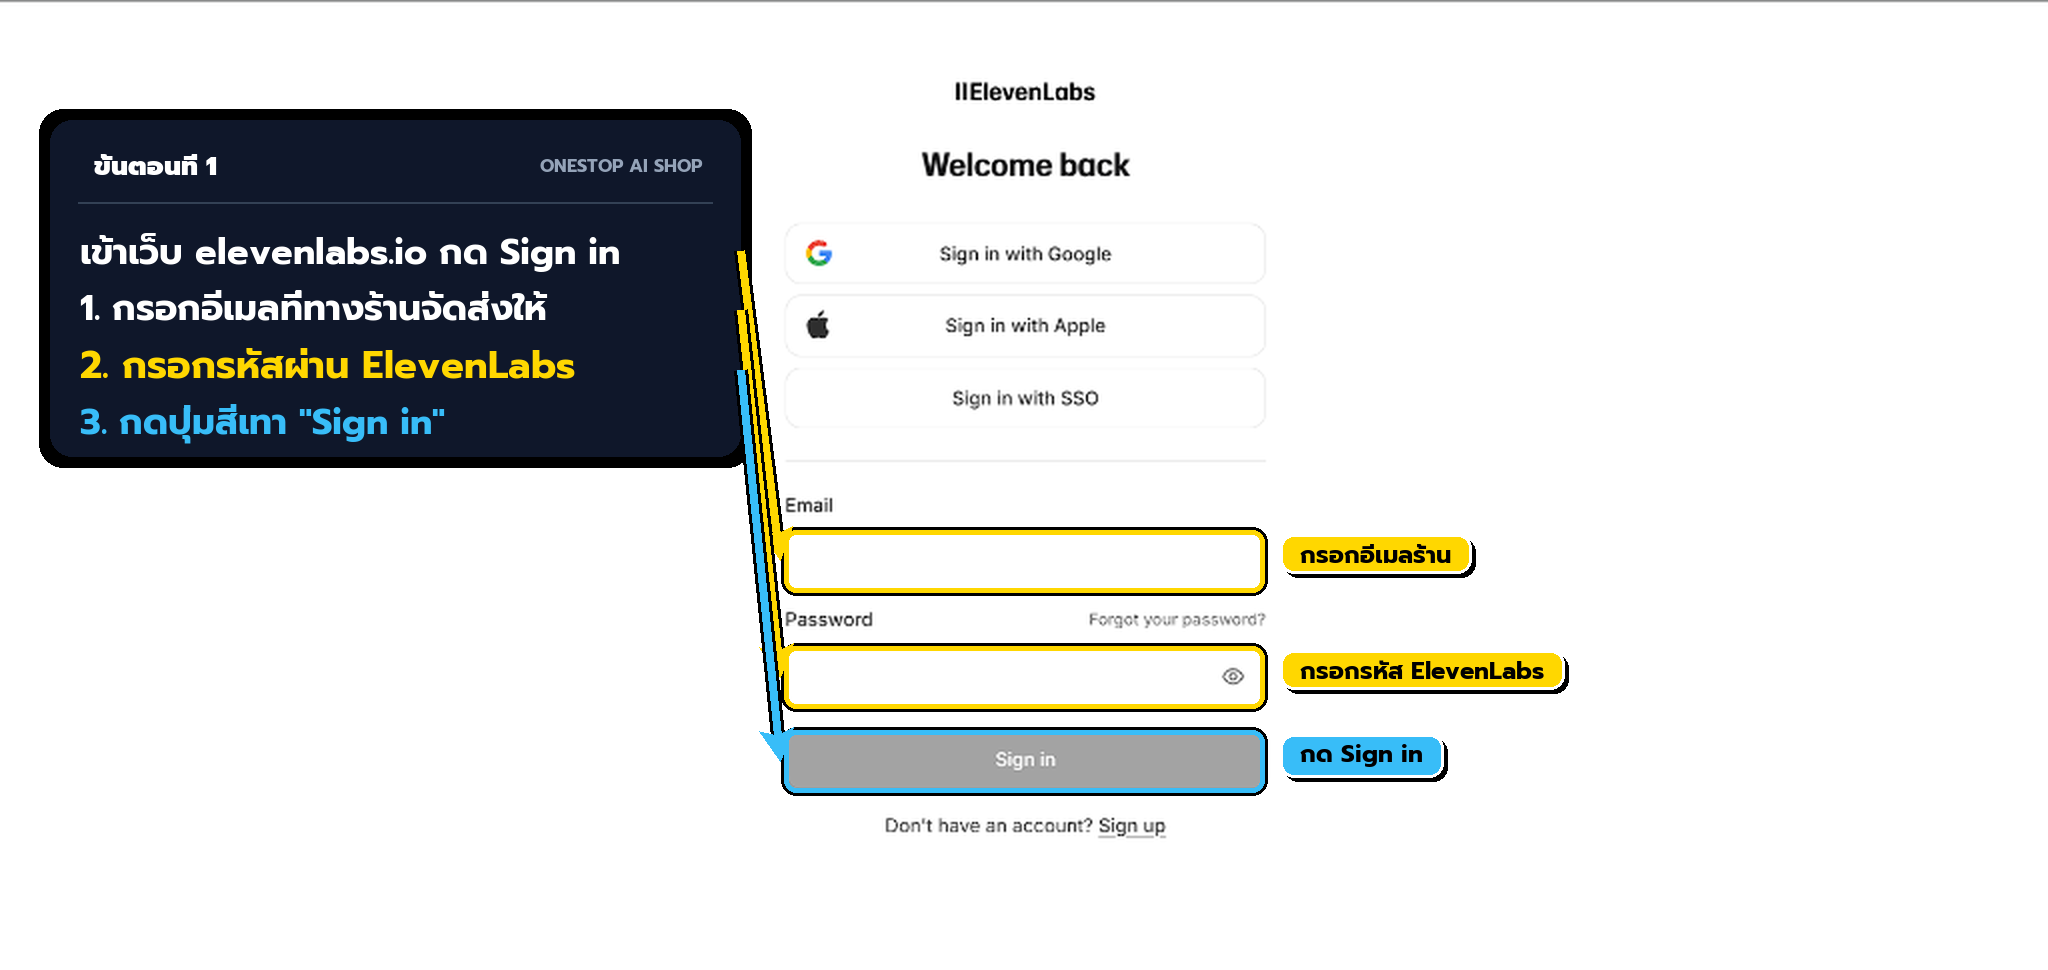 ขั้นตอนที่ 1
ONESTOP AI SHOP
เข้าเว็บ elevenlabs.io กด Sign in
1. กรอกอีเมลที่ทางร้านจัดส่งให้
2. กรอกรหัสผ่าน ElevenLabs
3. กดปุ่มสีเทา "Sign in"
IIElevenLabs
Welcome back
Sign in with Google
Sign in with Apple
Sign in with SSO
Email
กรอกอีเมลร้าน
Password
Forgot your password?
กรอกรหัส ElevenLabs
Sign in
กด Sign in
Don't have an account? Sign up